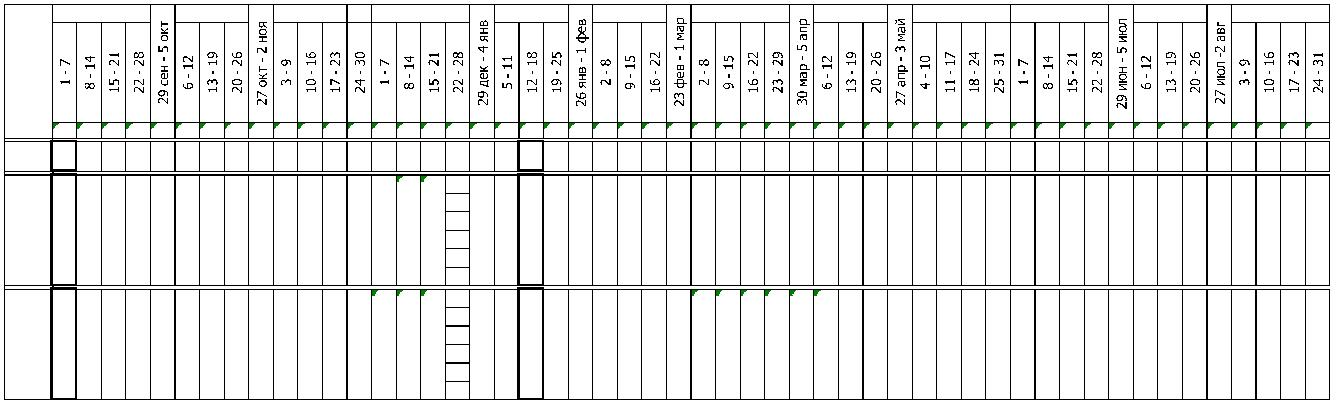 1 - 7
8 - 14
15 - 21
22 - 28
29 сен - 5 окт
6 - 12
13 - 19
20 - 26
27 окт - 2 ноя
3 - 9
10 - 16
17 - 23
24 - 30
1 - 7
8 - 14
15 - 21
22 - 28
29 дек - 4 янв
5 - 11
12 - 18
19 - 25
26 янв - 1 фев
2 - 8
9 - 15
16 - 22
23 фев - 1 мар
2 - 8
9 - 15
16 - 22
23 - 29
30 мар - 5 апр
6 - 12
13 - 19
20 - 26
27 апр - 3 май
4 - 10
11 - 17
18 - 24
25 - 31
1 - 7
8 - 14
15 - 21
22 - 28
29 июн - 5 июл
6 - 12
13 - 19
20 - 26
27 июл -2 авг
3 - 9
10 - 16
17 - 23
24 - 31